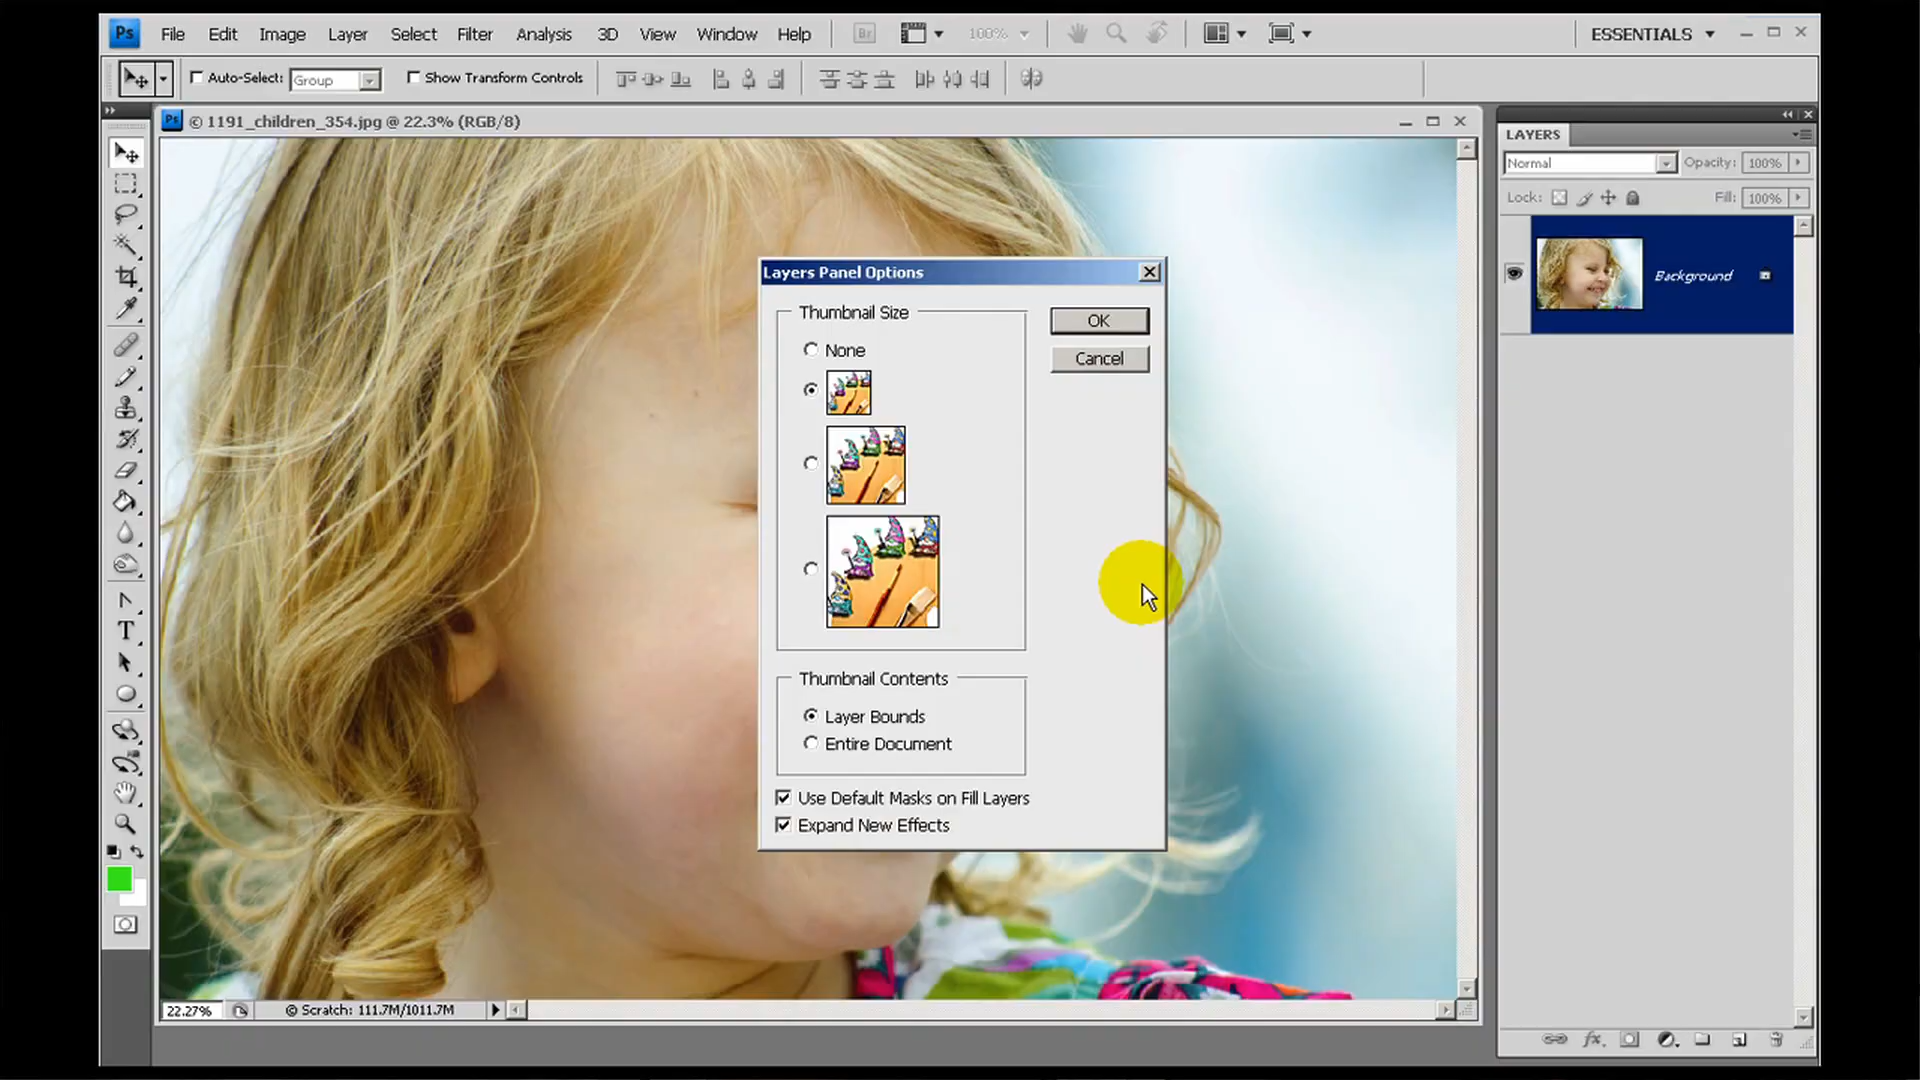 Ps File Edit Image Layer Select Filter Analysis 3D View Window Help Br 100% ESSENTIALS
Auto-Select: Group Show Transform Controls
Ps © 1191_children_354.jpg @ 22.3% (RGB/8)
LAYERS
Normal Opacity: 100%
Lock: Fill: 100%
Background
Layers Panel Options
Thumbnail Size
OK
None
Cancel
Thumbnail Contents
Layer Bounds
Entire Document
Use Default Masks on Fill Layers
Expand New Effects
T
22.27% © Scratch: 111.7M/1011.7M
fx